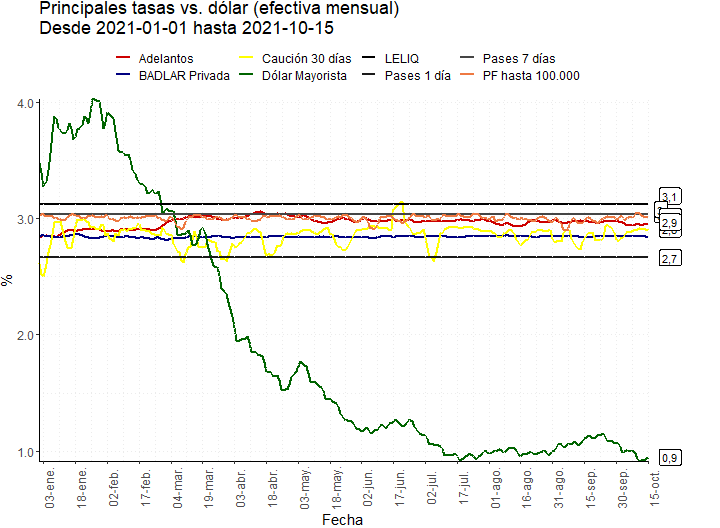 Principales tasas vs. dólar (efectiva mensual)
Desde 2021-01-01 hasta 2021-10-15
Adelantos
Caución 30 días
LELIQ
Pases 7 días
BADLAR Privada
Dólar Mayorista
Pases 1 día
PF hasta 100.000
4.0
3.0
2.0
1.0
%
3,1
2,9
2,7
0,9
03-ene.
18-ene.
02-feb.
17-feb.
04-mar.
19-mar.
03-abr.
18-abr.
03-may.
18-may.
02-jun.
17-jun.
02-jul.
17-jul.
01-ago.
16-ago.
31-ago.
15-sep.
30-sep.
15-oct.
Fecha